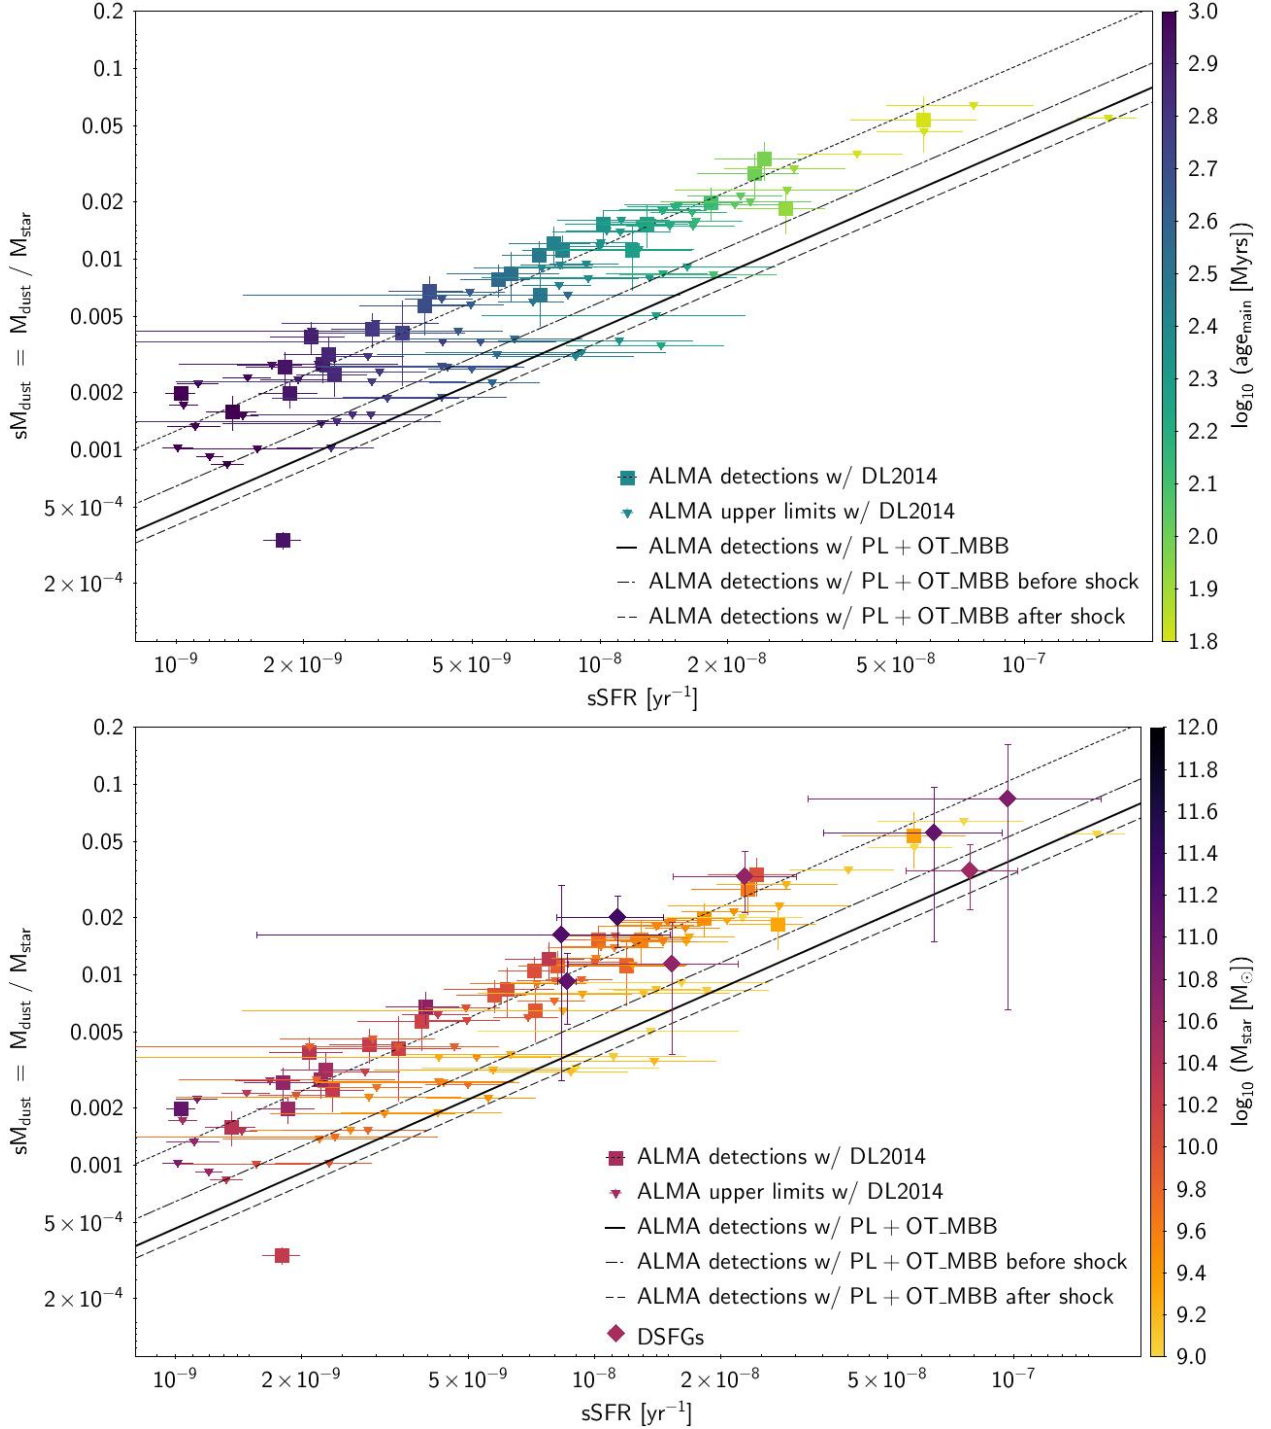 0.2
0.1
0.05
0.02
0.01
0.005
0.002
0.001
5×10⁻⁴
2×10⁻⁴
sM_dust = M_dust / M_star
ALMA detections w/ DL2014
ALMA upper limits w/ DL2014
ALMA detections w/ PL + OT_MBB
ALMA detections w/ PL + OT_MBB before shock
ALMA detections w/ PL + OT_MBB after shock
10⁻⁹ 2×10⁻⁹ 5×10⁻⁹ 10⁻⁸ 2×10⁻⁸ 5×10⁻⁸ 10⁻⁷
sSFR [yr⁻¹]
3.0
2.9
2.8
2.7
2.6
2.5
2.4
2.3
2.2
2.1
2.0
1.9
1.8
log₁₀ (age_main [Myrs])
0.2
0.1
0.05
0.02
0.01
0.005
0.002
0.001
5×10⁻⁴
2×10⁻⁴
sM_dust = M_dust / M_star
ALMA detections w/ DL2014
ALMA upper limits w/ DL2014
ALMA detections w/ PL + OT_MBB
ALMA detections w/ PL + OT_MBB before shock
ALMA detections w/ PL + OT_MBB after shock
DSFGs
10⁻⁹ 2×10⁻⁹ 5×10⁻⁹ 10⁻⁸ 2×10⁻⁸ 5×10⁻⁸ 10⁻⁷
sSFR [yr⁻¹]
12.0
11.8
11.6
11.4
11.2
11.0
10.8
10.6
10.4
10.2
10.0
9.8
9.6
9.4
9.2
9.0
log₁₀ (M_star [M_⊙])